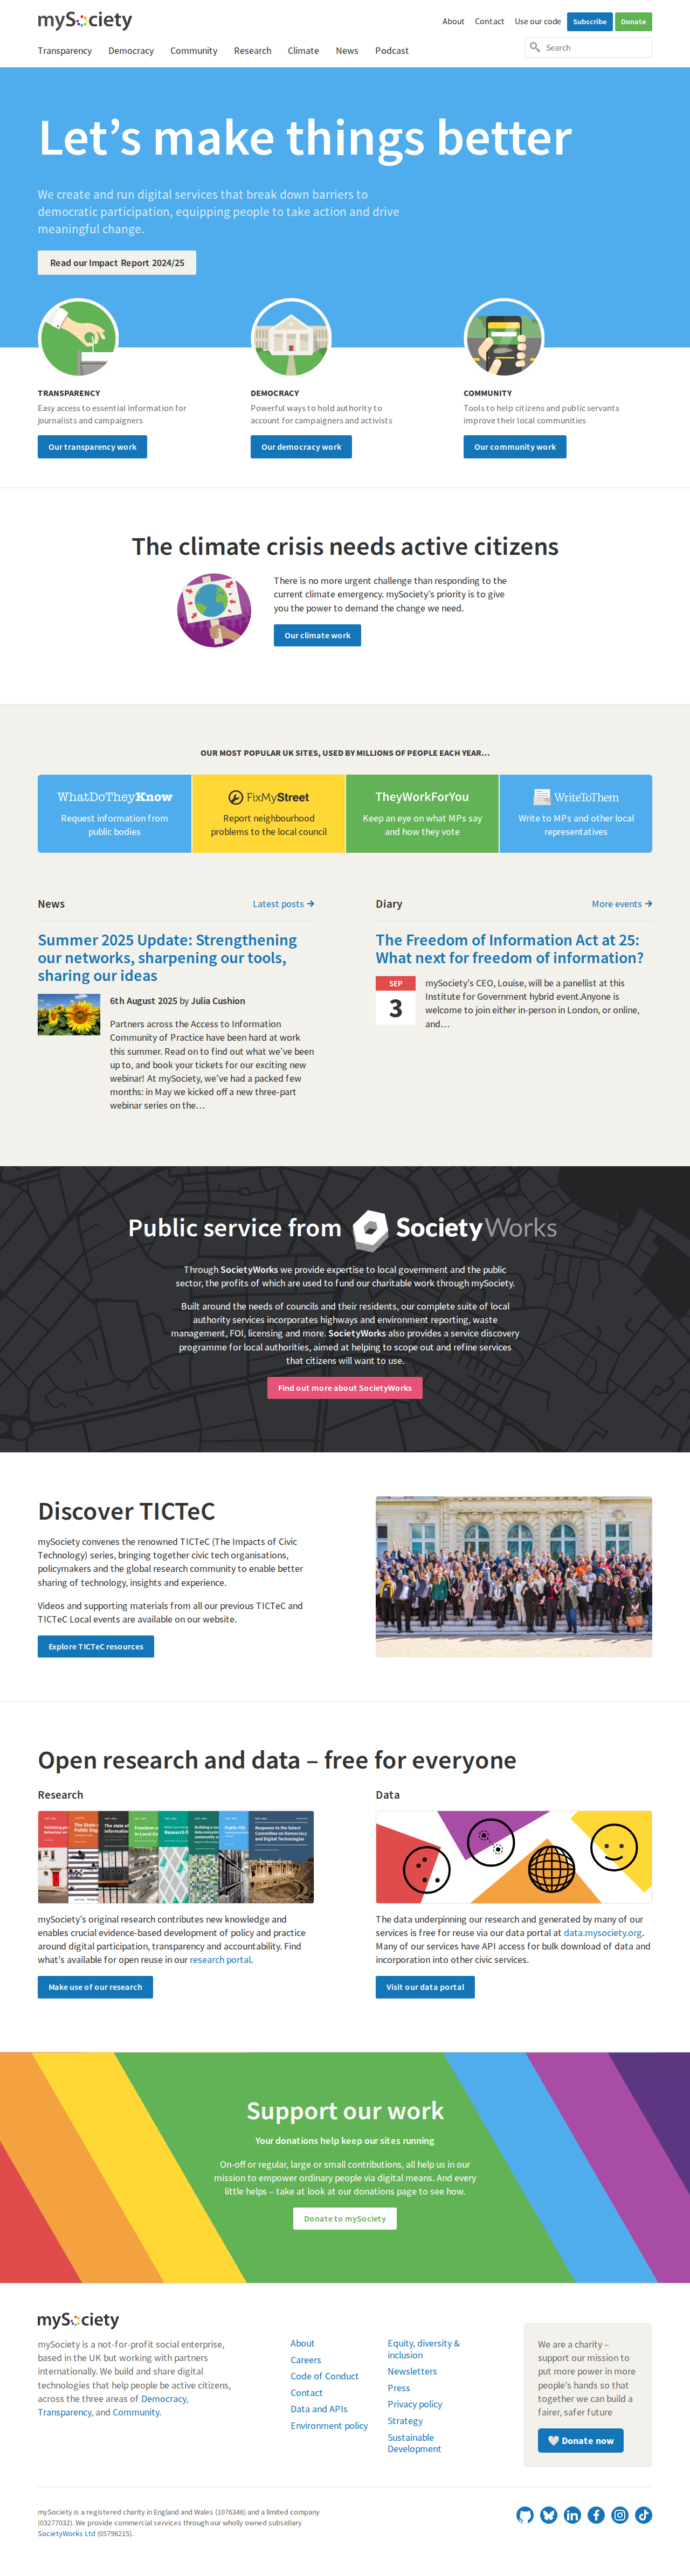 mySociety
About Contact Use our code Subscribe Donate
Transparency Democracy Community Research Climate News Podcast
Search
Let's make things better
We create and run digital services that break down barriers to
democratic participation, equipping people to take action and drive
meaningful change.
Read our Impact Report 2024/25
TRANSPARENCY
Easy access to essential information for
journalists and campaigners
Our transparency work
DEMOCRACY
Powerful ways to hold authority to
account for campaigners and activists
Our democracy work
COMMUNITY
Tools to help citizens and public servants
improve their local communities
Our community work
The climate crisis needs active citizens
There is no more urgent challenge than responding to the
current climate emergency. mySociety's priority is to give
you the power to demand the change we need.
Our climate work
OUR MOST POPULAR UK SITES, USED BY MILLIONS OF PEOPLE EACH YEAR...
WhatDoTheyKnow
Request information from
public bodies
FixMyStreet
Report neighbourhood
problems to the local council
TheyWorkForYou
Keep an eye on what MPs say
and how they vote
WriteToThem
Write to MPs and other local
representatives
News
Latest posts →
Summer 2025 Update: Strengthening
our networks, sharpening our tools,
sharing our ideas
6th August 2025 by Julia Cushion
Partners across the Access to Information
Community of Practice have been hard at work
this summer. Read on to find out what we've been
up to, and book your tickets for our exciting new
webinar! At mySociety, we've had a packed few
months: in May we kicked off a new three-part
webinar series on the…
Diary
More events →
The Freedom of Information Act at 25:
What next for freedom of information?
SEP
3
mySociety's CEO, Louise, will be a panellist at this
Institute for Government hybrid event.Anyone is
welcome to join either in-person in London, or online,
and…
Public service from SocietyWorks
Through SocietyWorks we provide expertise to local government and the public
sector, the profits of which are used to fund our charitable work through mySociety.
Built around the needs of councils and their residents, our complete suite of local
authority services incorporates highways and environment reporting, waste
management, FOI, licensing and more. SocietyWorks also provides a service discovery
programme for local authorities, aimed at helping to scope out and refine services
that citizens will want to use.
Find out more about SocietyWorks
Discover TICTeC
mySociety convenes the renowned TICTeC (The Impacts of Civic
Technology) series, bringing together civic tech organisations,
policymakers and the global research community to enable better
sharing of technology, insights and experience.
Videos and supporting materials from all our previous TICTeC and
TICTeC Local events are available on our website.
Explore TICTeC resources
Open research and data – free for everyone
Research
Response to the Select
Committee on Democracy
and Digital Technologies
mySociety's original research contributes new knowledge and
enables crucial evidence-based development of policy and practice
around digital participation, transparency and accountability. Find
what's available for open reuse in our research portal.
Make use of our research
Data
The data underpinning our research and generated by many of our
services is free for reuse via our data portal at data.mysociety.org.
Many of our services have API access for bulk download of data and
incorporation into other civic services.
Visit our data portal
Support our work
Your donations help keep our sites running
On-off or regular, large or small contributions, all help us in our
mission to empower ordinary people via digital means. And every
little helps – take at look at our donations page to see how.
Donate to mySociety
mySociety
mySociety is a not-for-profit social enterprise,
based in the UK but working with partners
internationally. We build and share digital
technologies that help people be active citizens,
across the three areas of Democracy,
Transparency, and Community.
About
Careers
Code of Conduct
Contact
Data and APIs
Environment policy
Equity, diversity &
inclusion
Newsletters
Press
Privacy policy
Strategy
Sustainable
Development
We are a charity –
support our mission to
put more power in more
people's hands so that
together we can build a
fairer, safer future
🤍 Donate now
mySociety is a registered charity in England and Wales (1076346) and a limited company
(03277032). We provide commercial services through our wholly owned subsidiary
SocietyWorks Ltd (05798215).